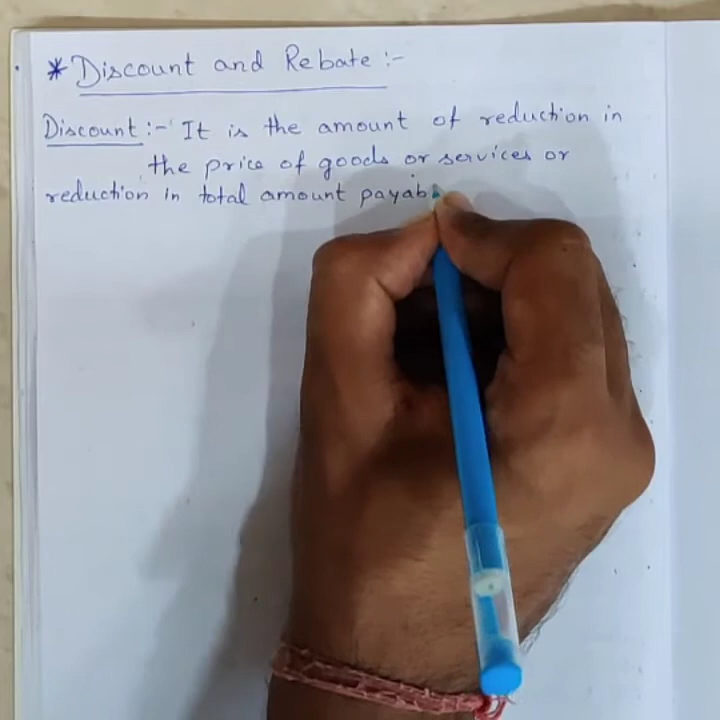 * Discount and Rebate :-
Discount :- It is the amount of reduction in
the price of goods or services or
reduction in total amount payab